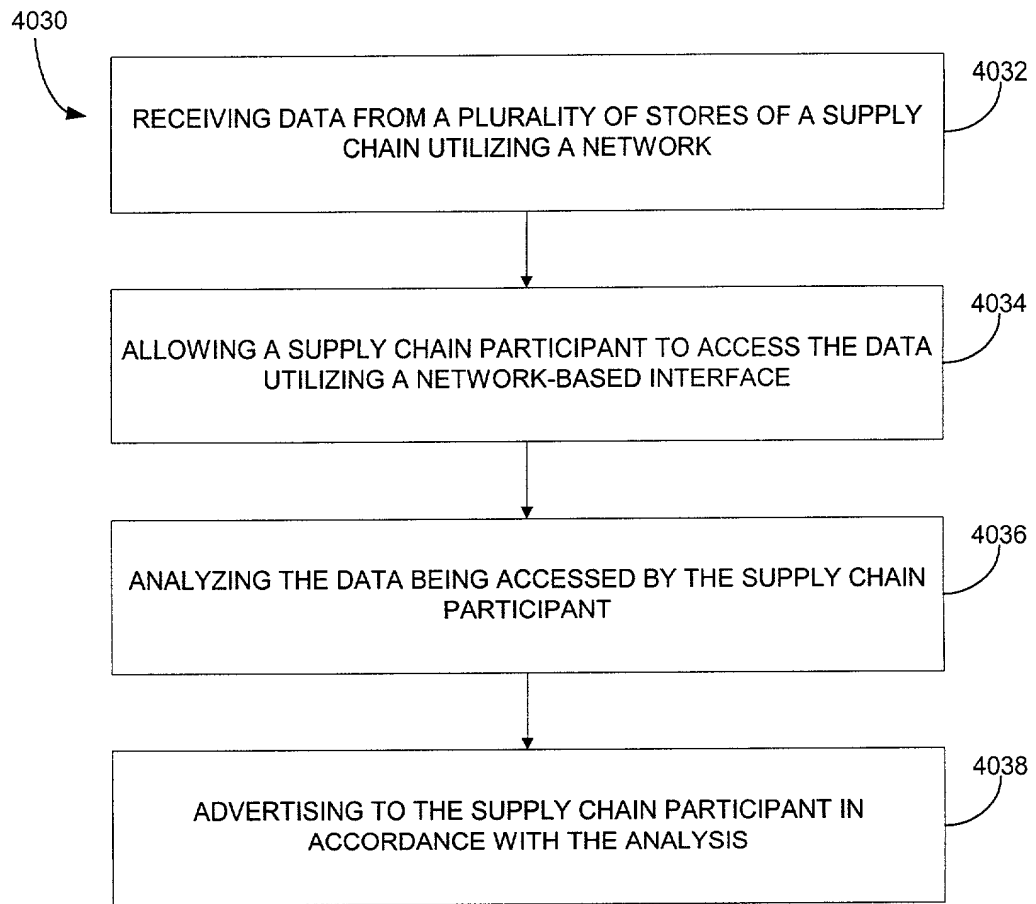 4030
4032
RECEIVING DATA FROM A PLURALITY OF STORES OF A SUPPLY
CHAIN UTILIZING A NETWORK
4034
ALLOWING A SUPPLY CHAIN PARTICIPANT TO ACCESS THE DATA
UTILIZING A NETWORK-BASED INTERFACE
4036
ANALYZING THE DATA BEING ACCESSED BY THE SUPPLY CHAIN
PARTICIPANT
4038
ADVERTISING TO THE SUPPLY CHAIN PARTICIPANT IN
ACCORDANCE WITH THE ANALYSIS